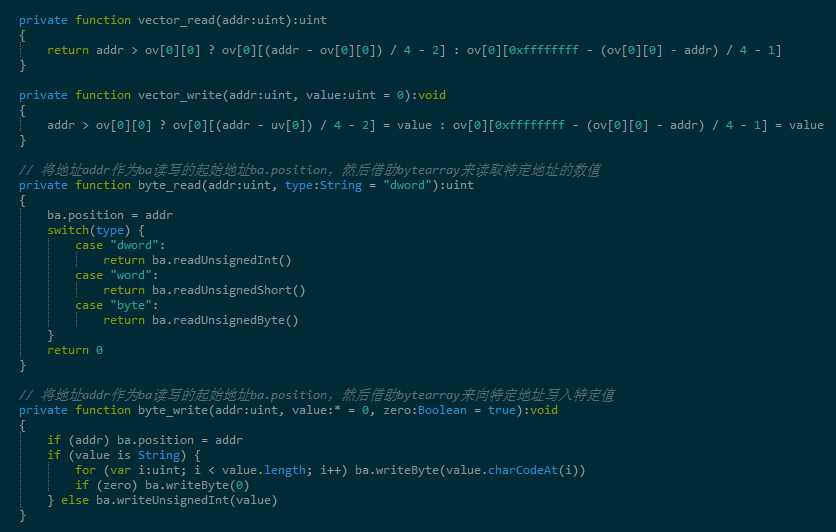 private function vector_read(addr:uint):uint
{
return addr > ov[0][0] ? ov[0][(addr - ov[0][0]) / 4 - 2] : ov[0][0xffffffff - (ov[0][0] - addr) / 4 - 1]
}
private function vector_write(addr:uint, value:uint = 0):void
{
addr > ov[0][0] ? ov[0][(addr - uv[0]) / 4 - 2] = value : ov[0][0xffffffff - (ov[0][0] - addr) / 4 - 1] = value
}
// 将地址addr作为ba读写的起始地址ba.position，然后借助bytearray来读取特定地址的数值
private function byte_read(addr:uint, type:String = "dword"):uint
{
ba.position = addr
switch(type) {
case "dword":
return ba.readUnsignedInt()
case "word":
return ba.readUnsignedShort()
case "byte":
return ba.readUnsignedByte()
}
return 0
}
// 将地址addr作为ba读写的起始地址ba.position，然后借助bytearray来向特定地址写入特定值
private function byte_write(addr:uint, value:* = 0, zero:Boolean = true):void
{
if (addr) ba.position = addr
if (value is String) {
for (var i:uint; i < value.length; i++) ba.writeByte(value.charCodeAt(i))
if (zero) ba.writeByte(0)
} else ba.writeUnsignedInt(value)
}